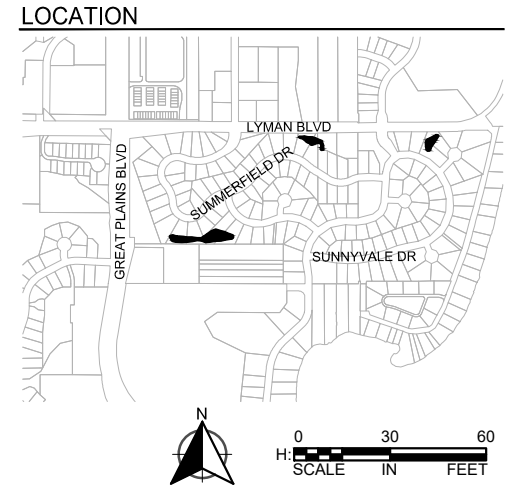 LOCATION
LYMAN BLVD
SUMMERFIELD DR
GREAT PLAINS BLVD
SUNNYVALE DR
N
0 30 60
H:
SCALE IN FEET